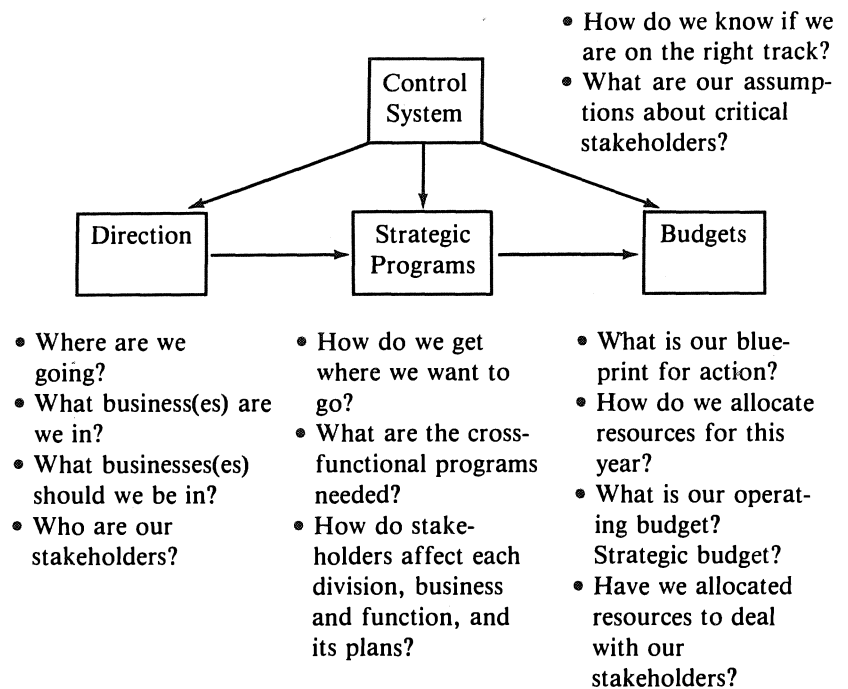 • How do we know if we
are on the right track?
• What are our assump-
tions about critical
stakeholders?
Control
System
Direction
Strategic
Programs
Budgets
• Where are we
going?
• What business(es) are
we in?
• What businesses(es)
should we be in?
• Who are our
stakeholders?
• How do we get
where we want to
go?
• What are the cross-
functional programs
needed?
• How do stake-
holders affect each
division, business
and function, and
its plans?
• What is our blue-
print for action?
• How do we allocate
resources for this
year?
• What is our operat-
ing budget?
Strategic budget?
• Have we allocated
resources to deal
with our
stakeholders?